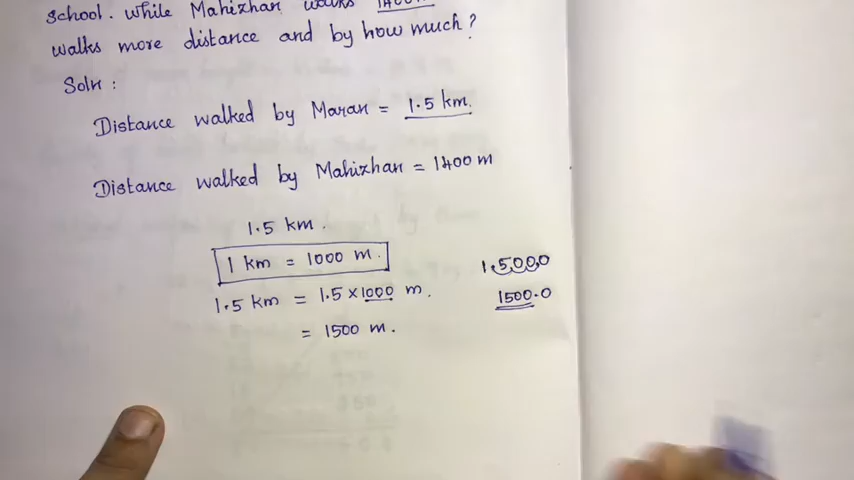 school. While Mahizhan walks 1400m
walks more distance and by how much?
Soln :
Distance walked by Maran = 1.5 km.
Distance walked by Mahizhan = 1400 m
1.5 km.
1 km = 1000 m.
1.5000
1.5 km = 1.5 × 1000 m.
1500.0
= 1500 m.